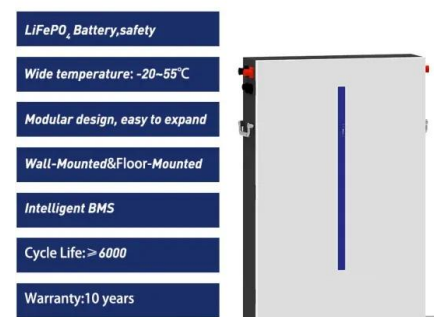 LiFePO₄ Battery,safety
Wide temperature: -20~55℃
Modular design, easy to expand
Wall-Mounted&Floor-Mounted
Intelligent BMS
Cycle Life:≥6000
Warranty:10 years